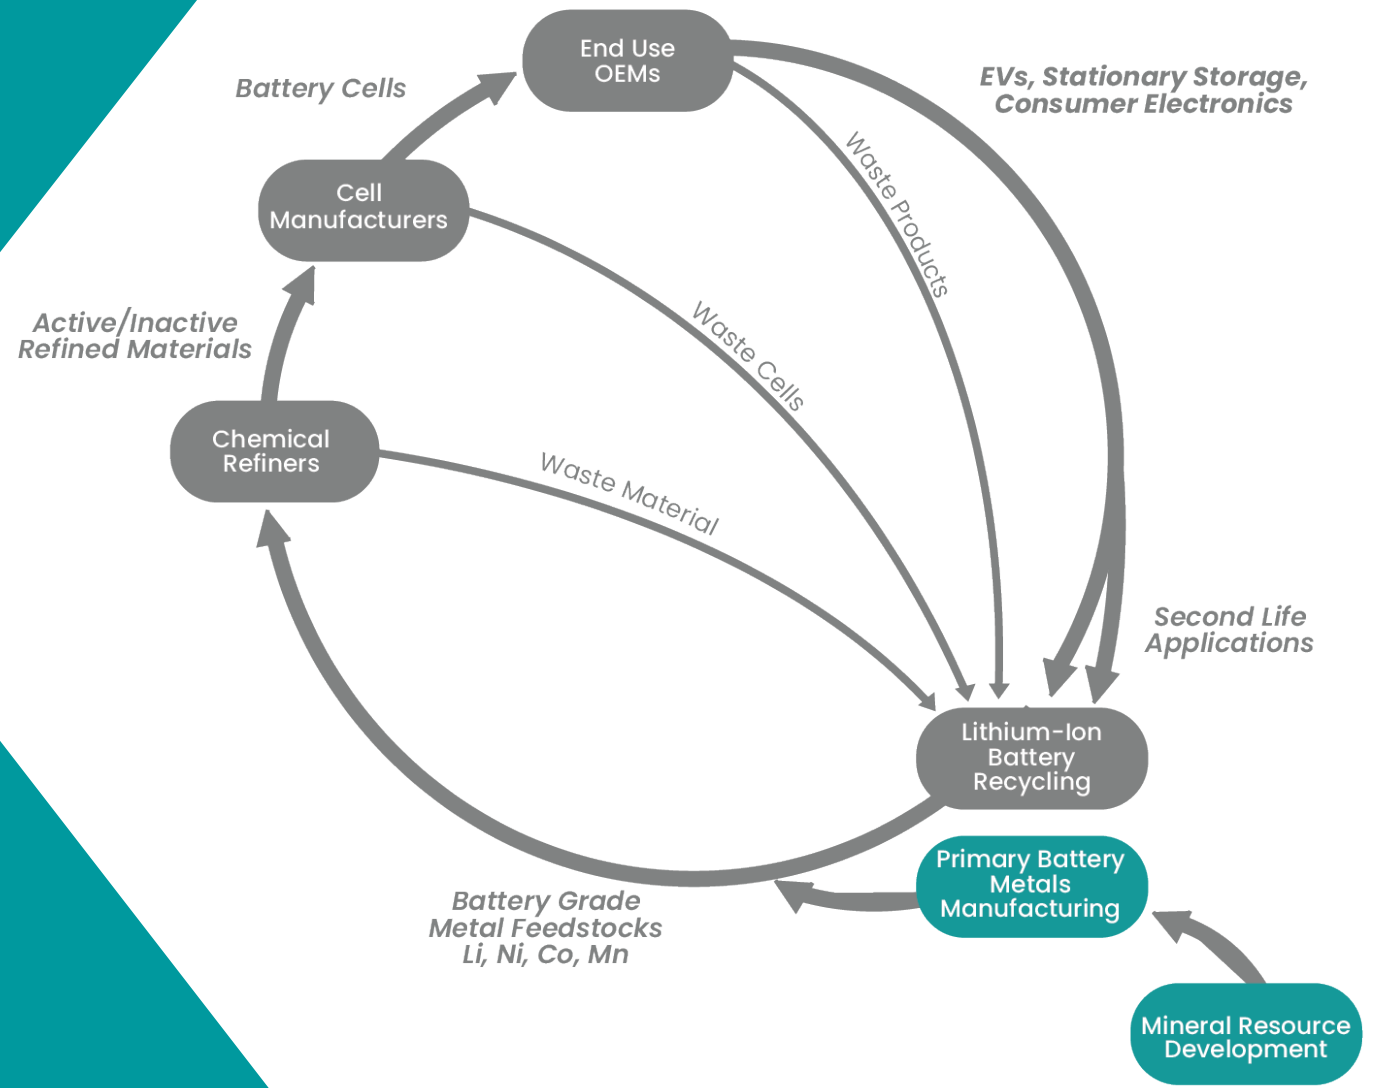 End Use
OEMs
Battery Cells
EVs, Stationary Storage,
Consumer Electronics
Waste Products
Cell
Manufacturers
Waste Cells
Active/Inactive
Refined Materials
Chemical
Refiners
Waste Material
Second Life
Applications
Lithium-Ion
Battery
Recycling
Primary Battery
Metals
Manufacturing
Battery Grade
Metal Feedstocks
Li, Ni, Co, Mn
Mineral Resource
Development